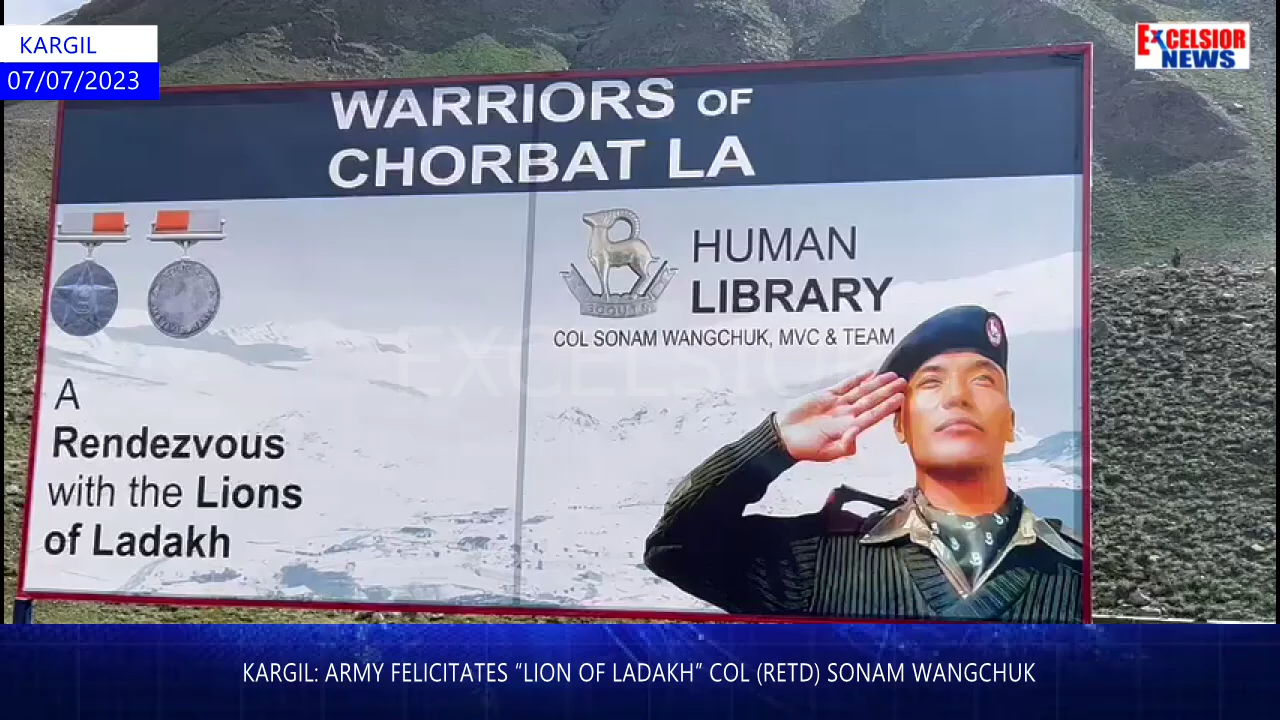 KARGIL
07/07/2023
EXCELSIOR
NEWS
WARRIORS OF
CHORBAT LA
HUMAN
LIBRARY
COL SONAM WANGCHUK, MVC & TEAM
EXCELSIOR
A
Rendezvous
with the Lions
of Ladakh
KARGIL: ARMY FELICITATES “LION OF LADAKH” COL (RETD) SONAM WANGCHUK